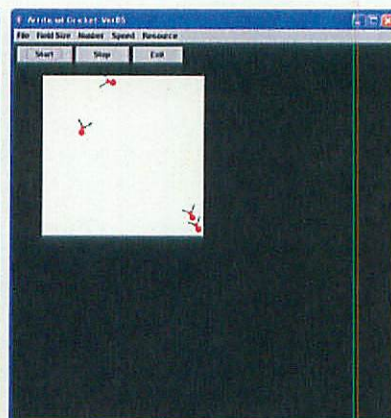 Artificial Cricket Ver05
File Field Size Number Speed Resource
Start Stop Exit